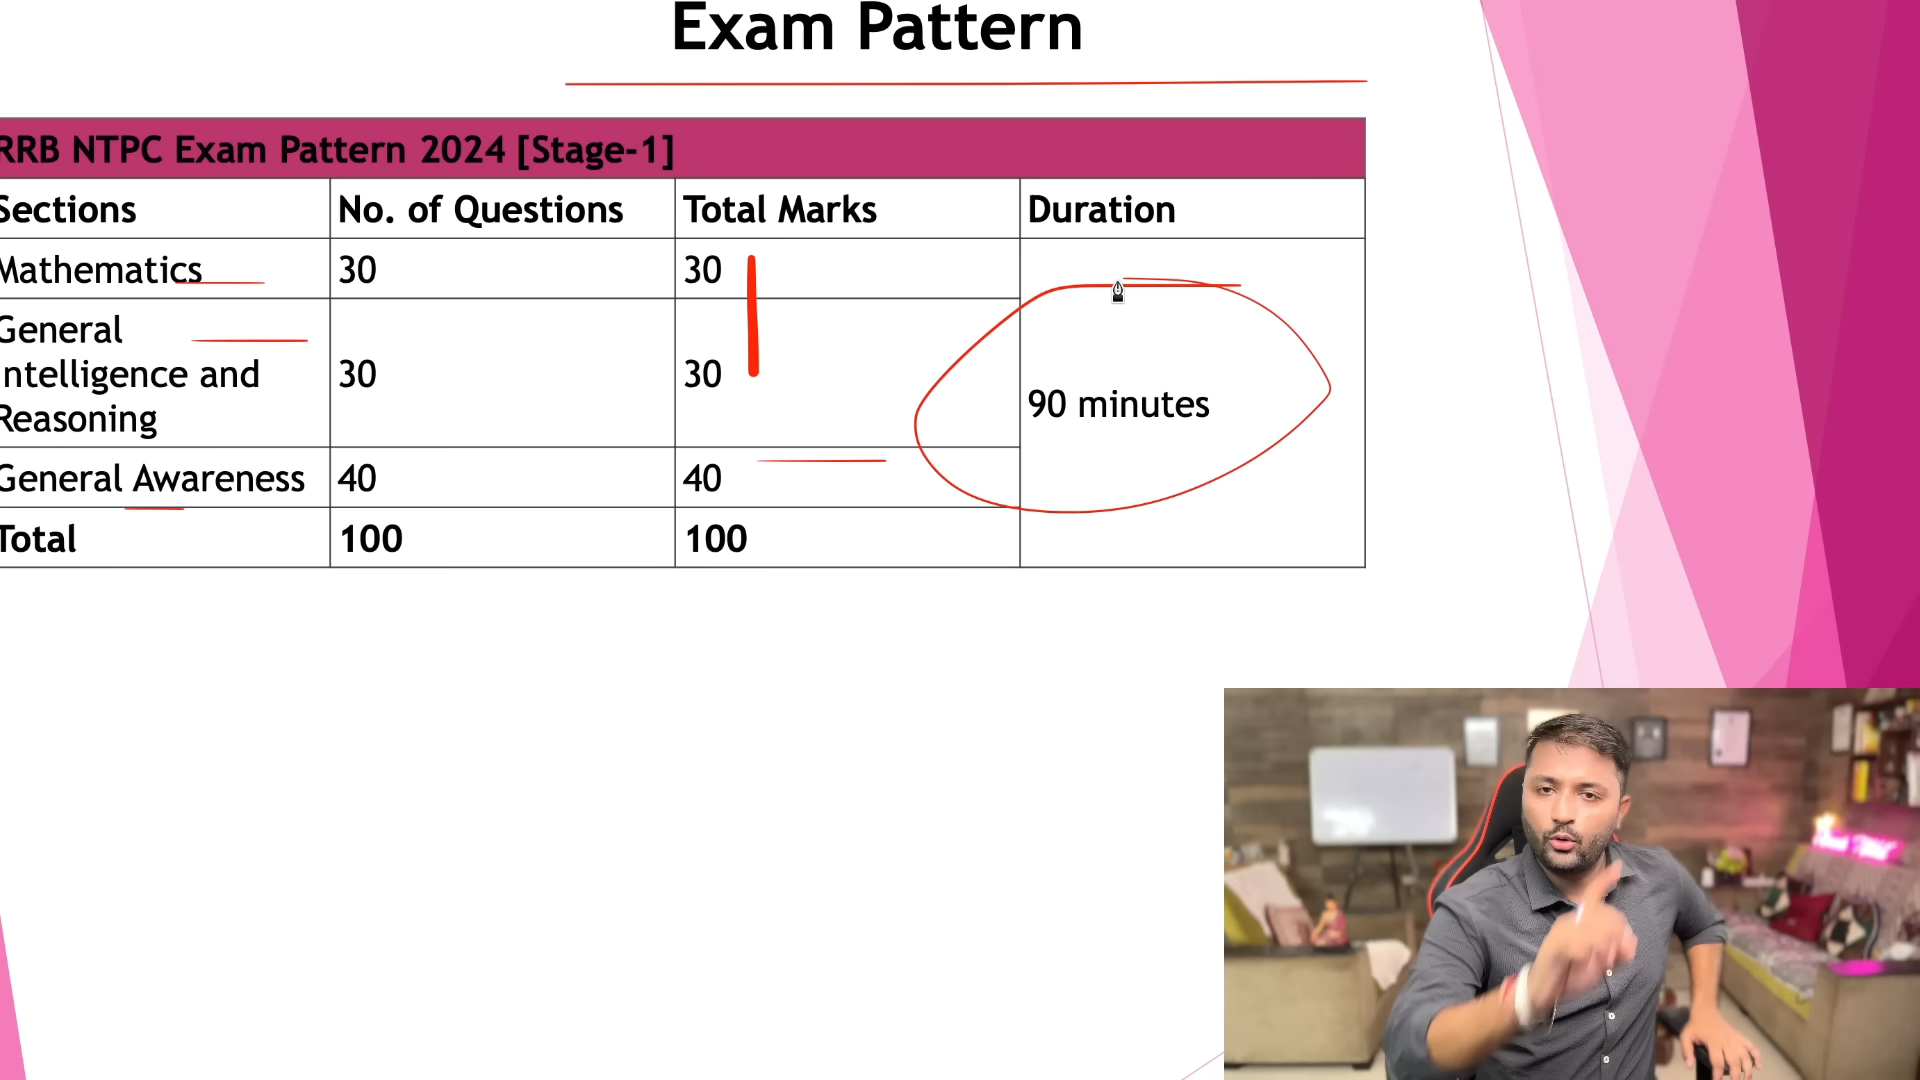 Exam Pattern
RRB NTPC Exam Pattern 2024 [Stage-1]
Sections No. of Questions Total Marks Duration
Mathematics 30 30
General
Intelligence and
Reasoning
30 30
90 minutes
General Awareness 40 40
Total 100 100